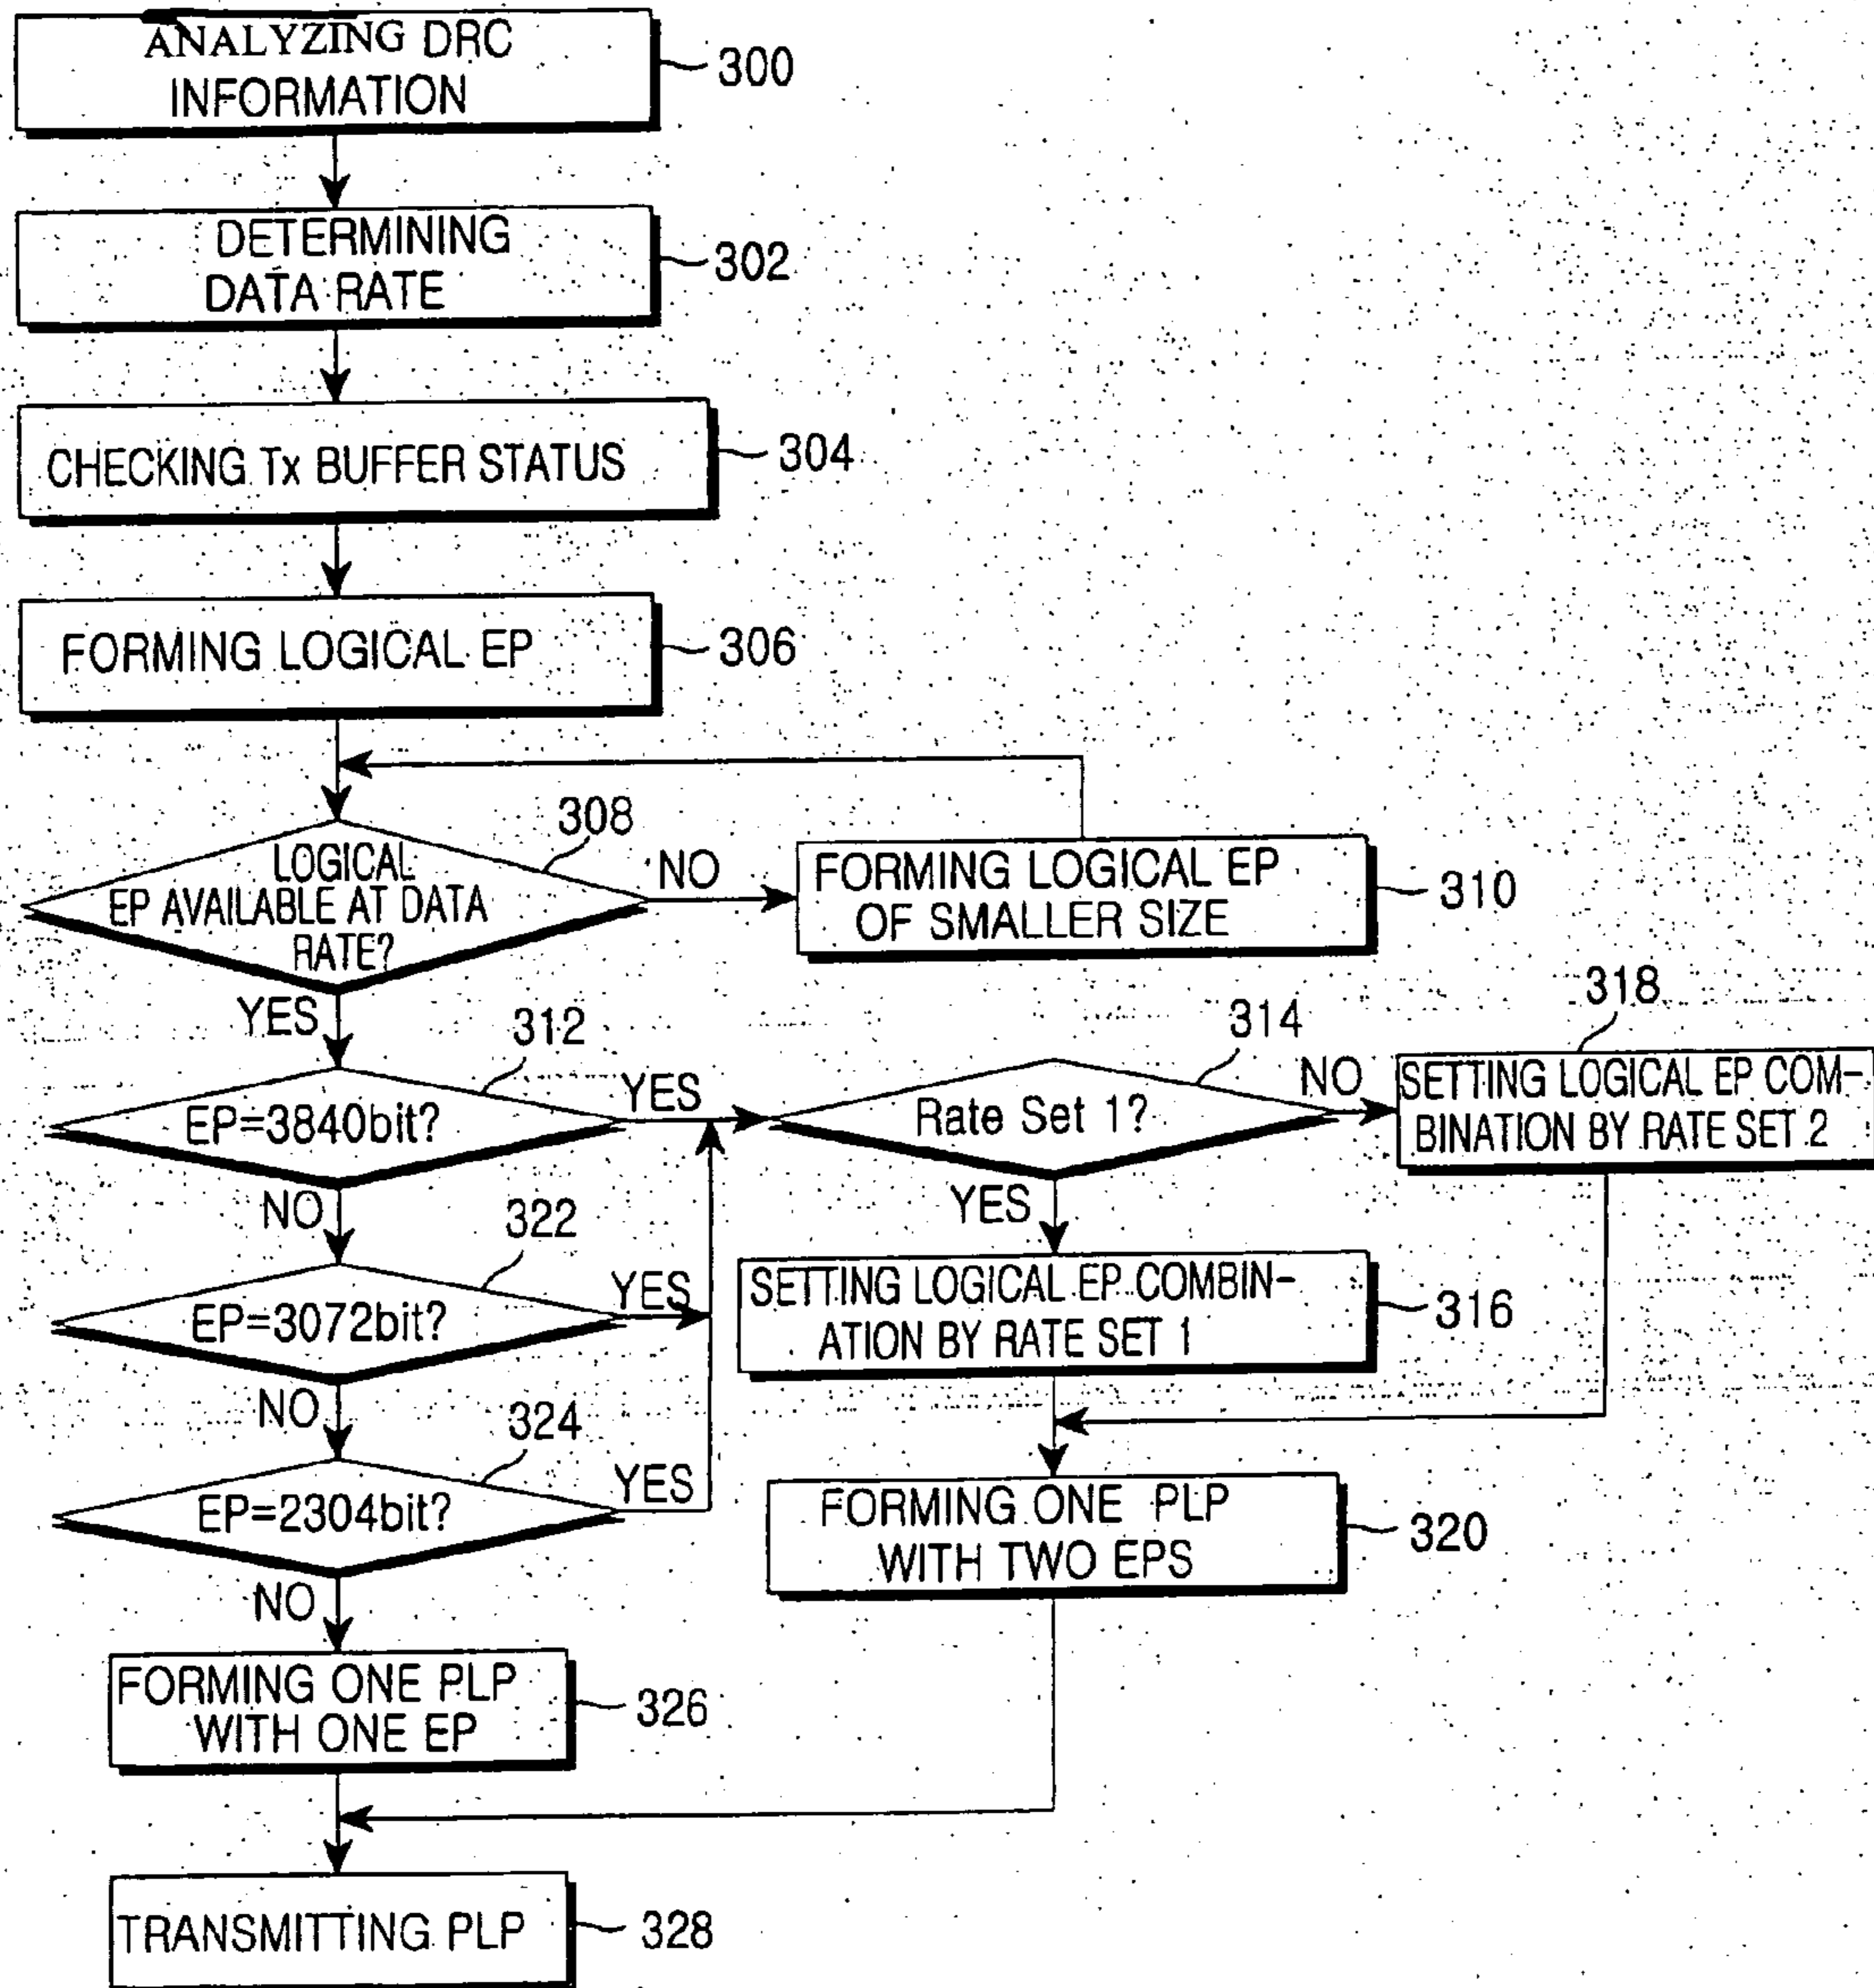 ANALYZING DRC
INFORMATION
300
DETERMINING
DATA RATE
302
CHECKING Tx BUFFER STATUS
304
FORMING LOGICAL EP
306
308
LOGICAL
EP AVAILABLE AT DATA
RATE?
NO
FORMING LOGICAL EP
OF SMALLER SIZE
310
YES
312
EP=3840bit?
YES
314
Rate Set 1?
NO
318
SETTING LOGICAL EP COM-
BINATION BY RATE SET 2
NO
YES
322
EP=3072bit?
YES
SETTING LOGICAL EP COMBIN-
ATION BY RATE SET 1
316
NO
324
EP=2304bit?
YES
FORMING ONE PLP
WITH TWO EPS
320
NO
FORMING ONE PLP
WITH ONE EP
326
TRANSMITTING PLP
328